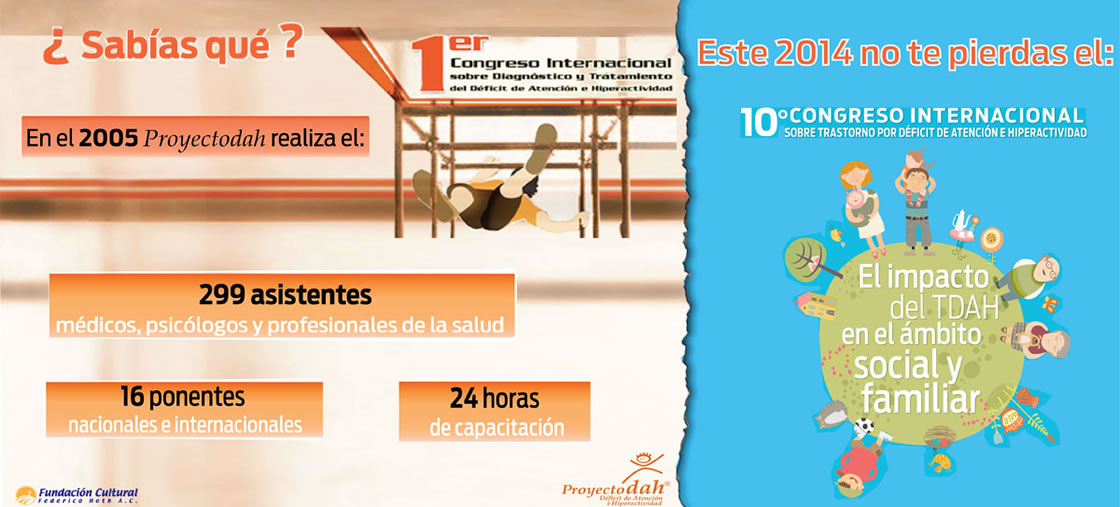 ¿ Sabías qué ?
1er
Congreso Internacional
sobre Diagnóstico y Tratamiento
del Déficit de Atención e Hiperactividad
En el 2005 Proyectodah realiza el:
299 asistentes
médicos, psicólogos y profesionales de la salud
16 ponentes
nacionales e internacionales
24 horas
de capacitación
Fundación Cultural
Federico Hoth A.C.
Proyectodah®
Déficit de Atención
e Hiperactividad
Este 2014 no te pierdas el:
10° CONGRESO INTERNACIONAL
SOBRE TRASTORNO POR DÉFICIT DE ATENCIÓN E HIPERACTIVIDAD
El impacto
del TDAH
en el ámbito
social y
familiar